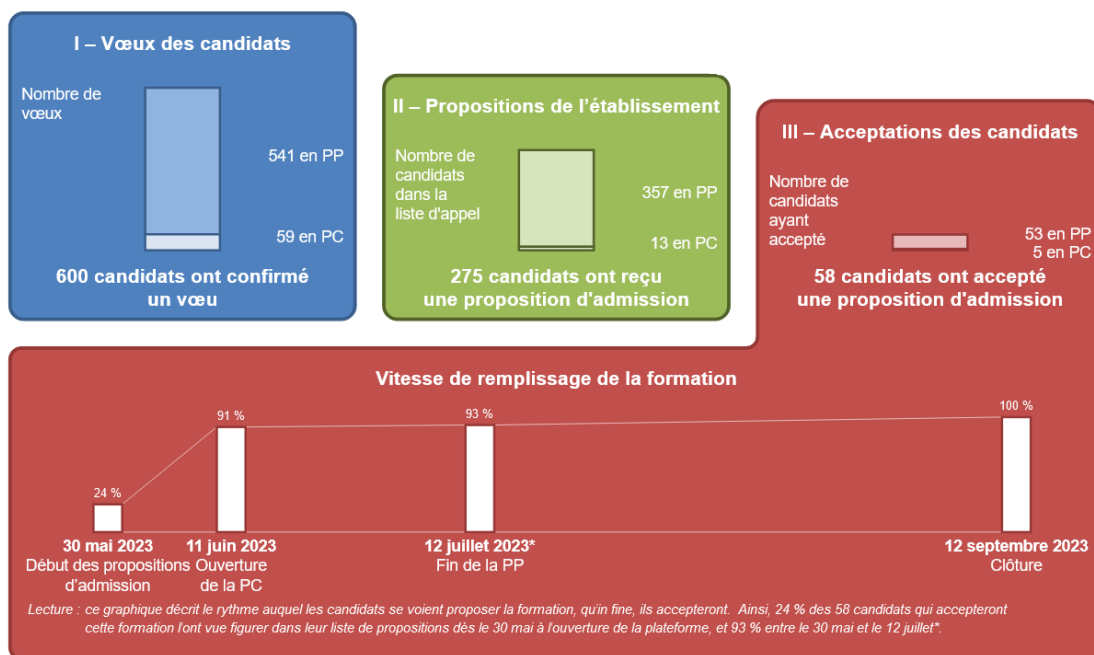 I – Vœux des candidats
Nombre de
vœux
541 en PP
59 en PC
600 candidats ont confirmé
un vœu
II – Propositions de l'établissement
Nombre de
candidats
dans la
liste d'appel
357 en PP
13 en PC
275 candidats ont reçu
une proposition d'admission
III – Acceptations des candidats
Nombre de
candidats
ayant
accepté
53 en PP
5 en PC
58 candidats ont accepté
une proposition d'admission
Vitesse de remplissage de la formation
24 %
91 %
93 %
100 %
30 mai 2023
Début des propositions
d'admission
11 juin 2023
Ouverture
de la PC
12 juillet 2023*
Fin de la PP
12 septembre 2023
Clôture
Lecture : ce graphique décrit le rythme auquel les candidats se voient proposer la formation, qu'in fine, ils accepteront. Ainsi, 24 % des 58 candidats qui accepteront
cette formation l'ont vue figurer dans leur liste de propositions dès le 30 mai à l'ouverture de la plateforme, et 93 % entre le 30 mai et le 12 juillet*.